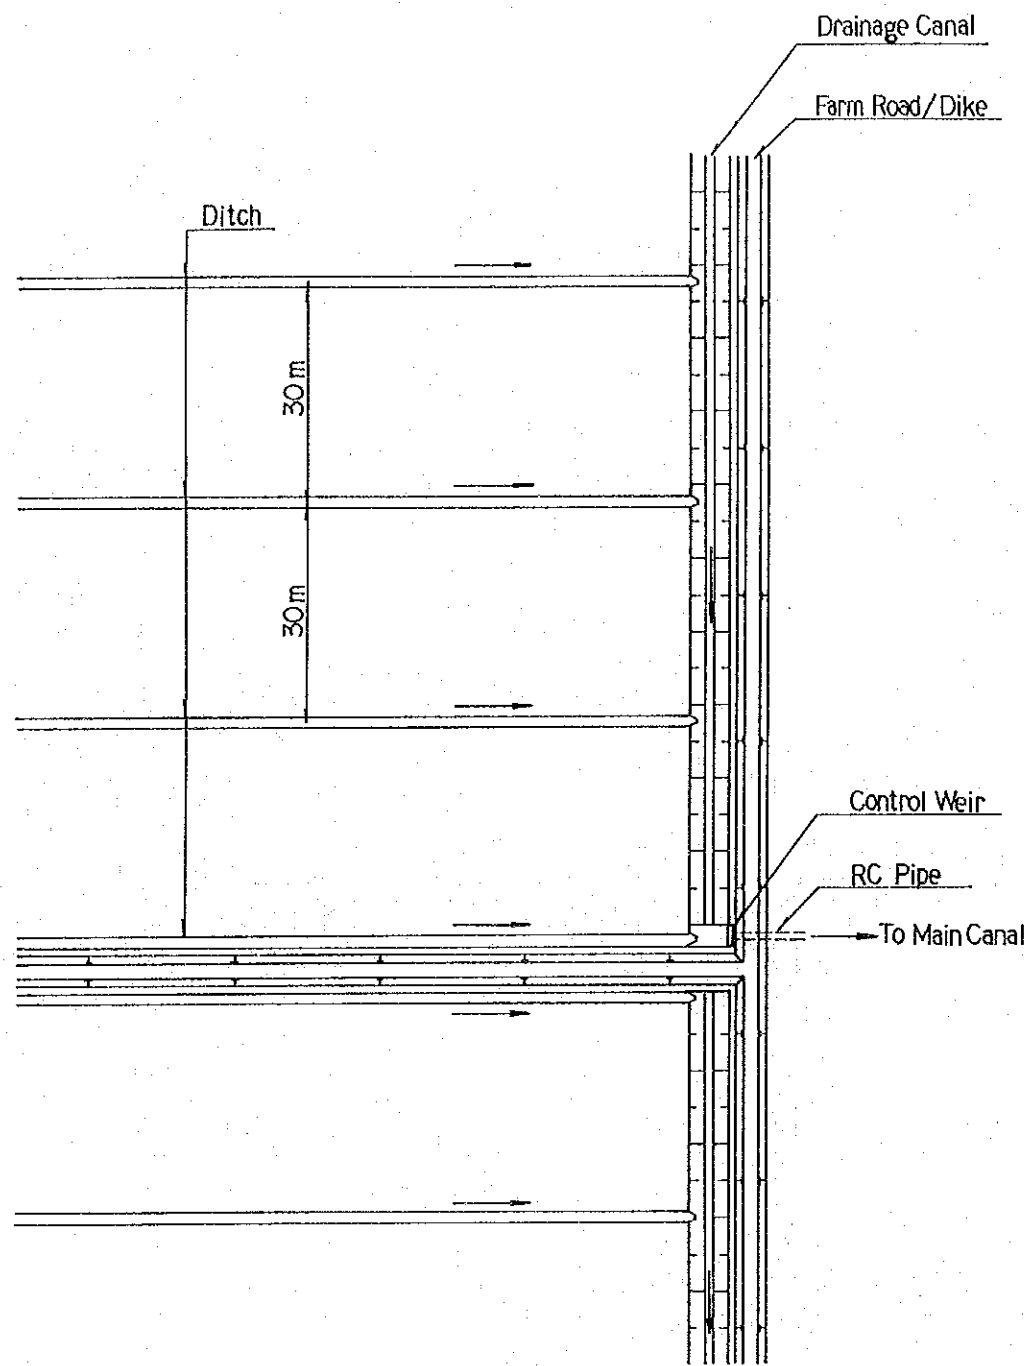 Drainage Canal
Farm Road/Dike
Ditch
30m
30m
Control Weir
RC Pipe
To Main Canal